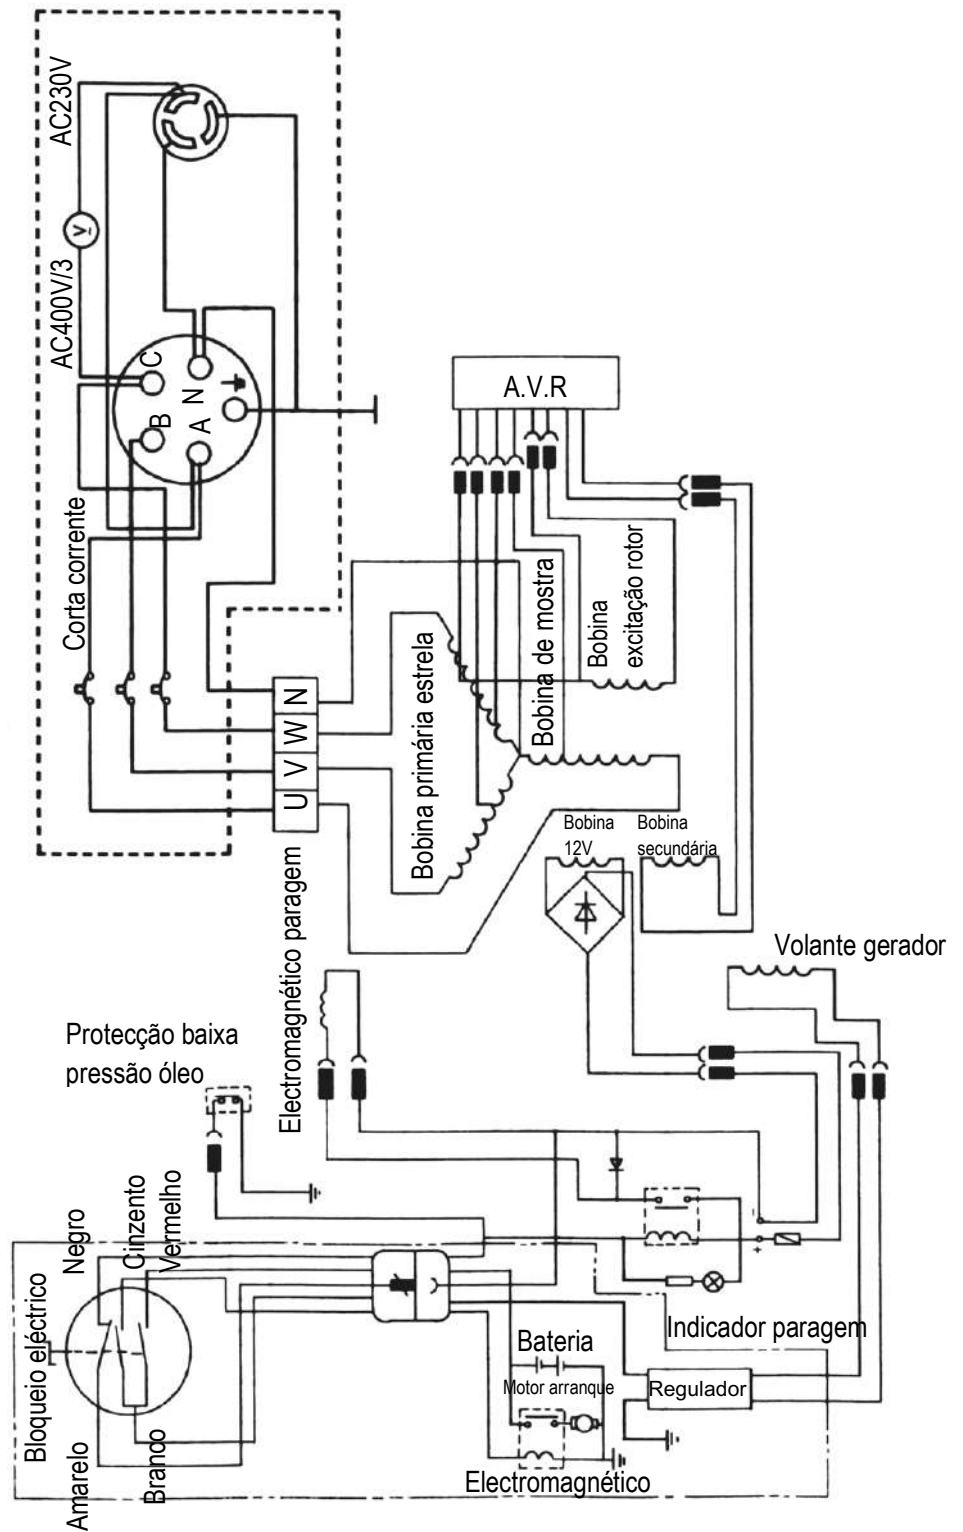 AC230V
V
AC400V/3
C
B
N
A
Corta corrente
A.V.R
Bobina primária estrela
Bobina de mostra
Bobina
excitação rotor
U V W N
Bobina
12V
Bobina
secundária
Electromagnético paragem
Volante gerador
Protecção baixa
pressão óleo
Negro
Cinzento
Vermelho
Bloqueio eléctrico
-
+
Indicador paragem
Bateria
Motor arranque
Regulador
Electromagnético
Amarelo
Branco